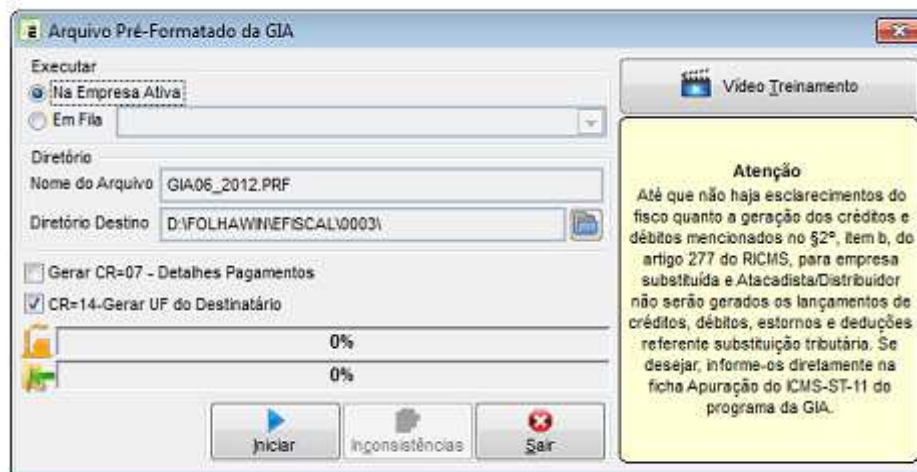 Arquivo Pré-Formatado da GIA
Executar
Na Empresa Ativa
Em Fila
Diretório
Nome do Arquivo GIA06_2012.PRF
Diretório Destino D:\FOLHAWIN\EFISCAL\0003\
Gerar CR=07 - Detalhes Pagamentos
CR=14-Gerar UF do Destinatário
0%
0%
Iniciar Inconsistências Sair
Vídeo Treinamento
Atenção
Até que não haja esclarecimentos do
fisco quanto a geração dos créditos e
débitos mencionados no §2º, item b, do
artigo 277 do RICMS, para empresa
substituída e Atacadista/Distribuidor
não serão gerados os lançamentos de
créditos, débitos, estornos e deduções
referente substituição tributária. Se
desejar, informe-os diretamente na
ficha Apuração do ICMS-ST-11 do
programa da GIA.